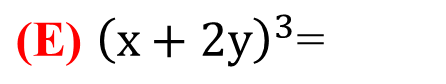 (E) (x + 2y)³=